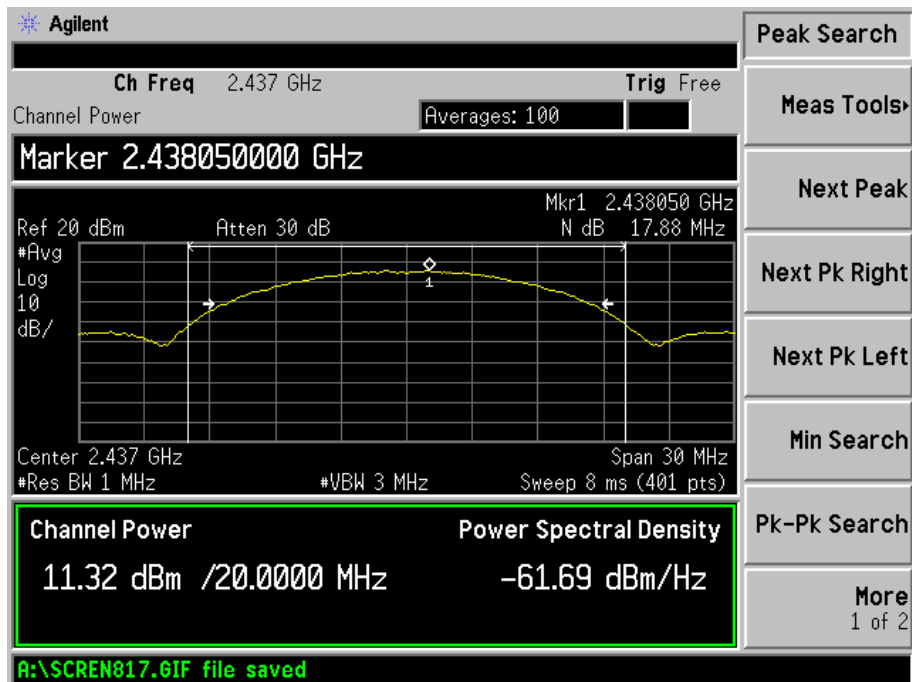 Agilent
Ch Freq 2.437 GHz Trig Free
Channel Power Averages: 100
Marker 2.438050000 GHz
Mkr1 2.438050 GHz
Ref 20 dBm Atten 30 dB N dB 17.88 MHz
#Avg
Log
10
dB/
1
Center 2.437 GHz Span 30 MHz
#Res BW 1 MHz #VBW 3 MHz Sweep 8 ms (401 pts)
Channel Power Power Spectral Density
11.32 dBm /20.0000 MHz -61.69 dBm/Hz
A:\SCREN817.GIF file saved
Peak Search
Meas Tools
Next Peak
Next Pk Right
Next Pk Left
Min Search
Pk-Pk Search
More
1 of 2